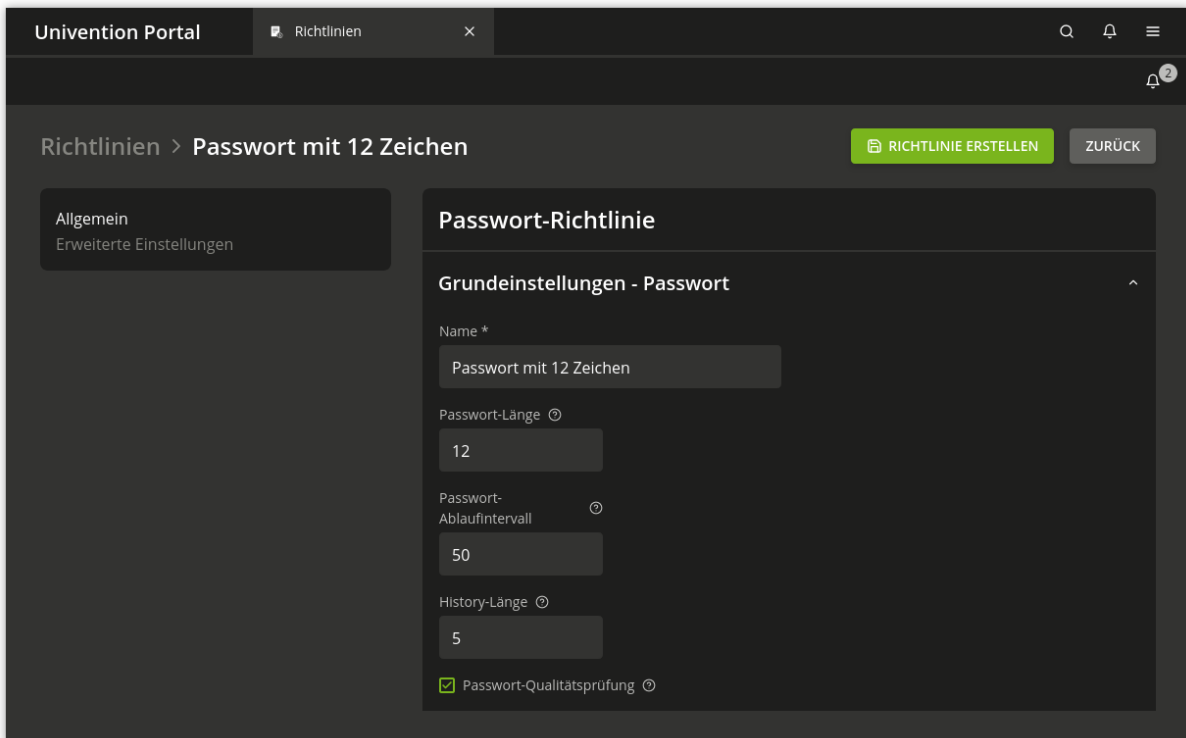 Univention Portal
Richtlinien
2
Richtlinien > Passwort mit 12 Zeichen
RICHTLINIE ERSTELLEN
ZURÜCK
Allgemein
Erweiterte Einstellungen
Passwort-Richtlinie
Grundeinstellungen - Passwort
Name *
Passwort mit 12 Zeichen
Passwort-Länge
12
Passwort-
Ablaufintervall
50
History-Länge
5
Passwort-Qualitätsprüfung